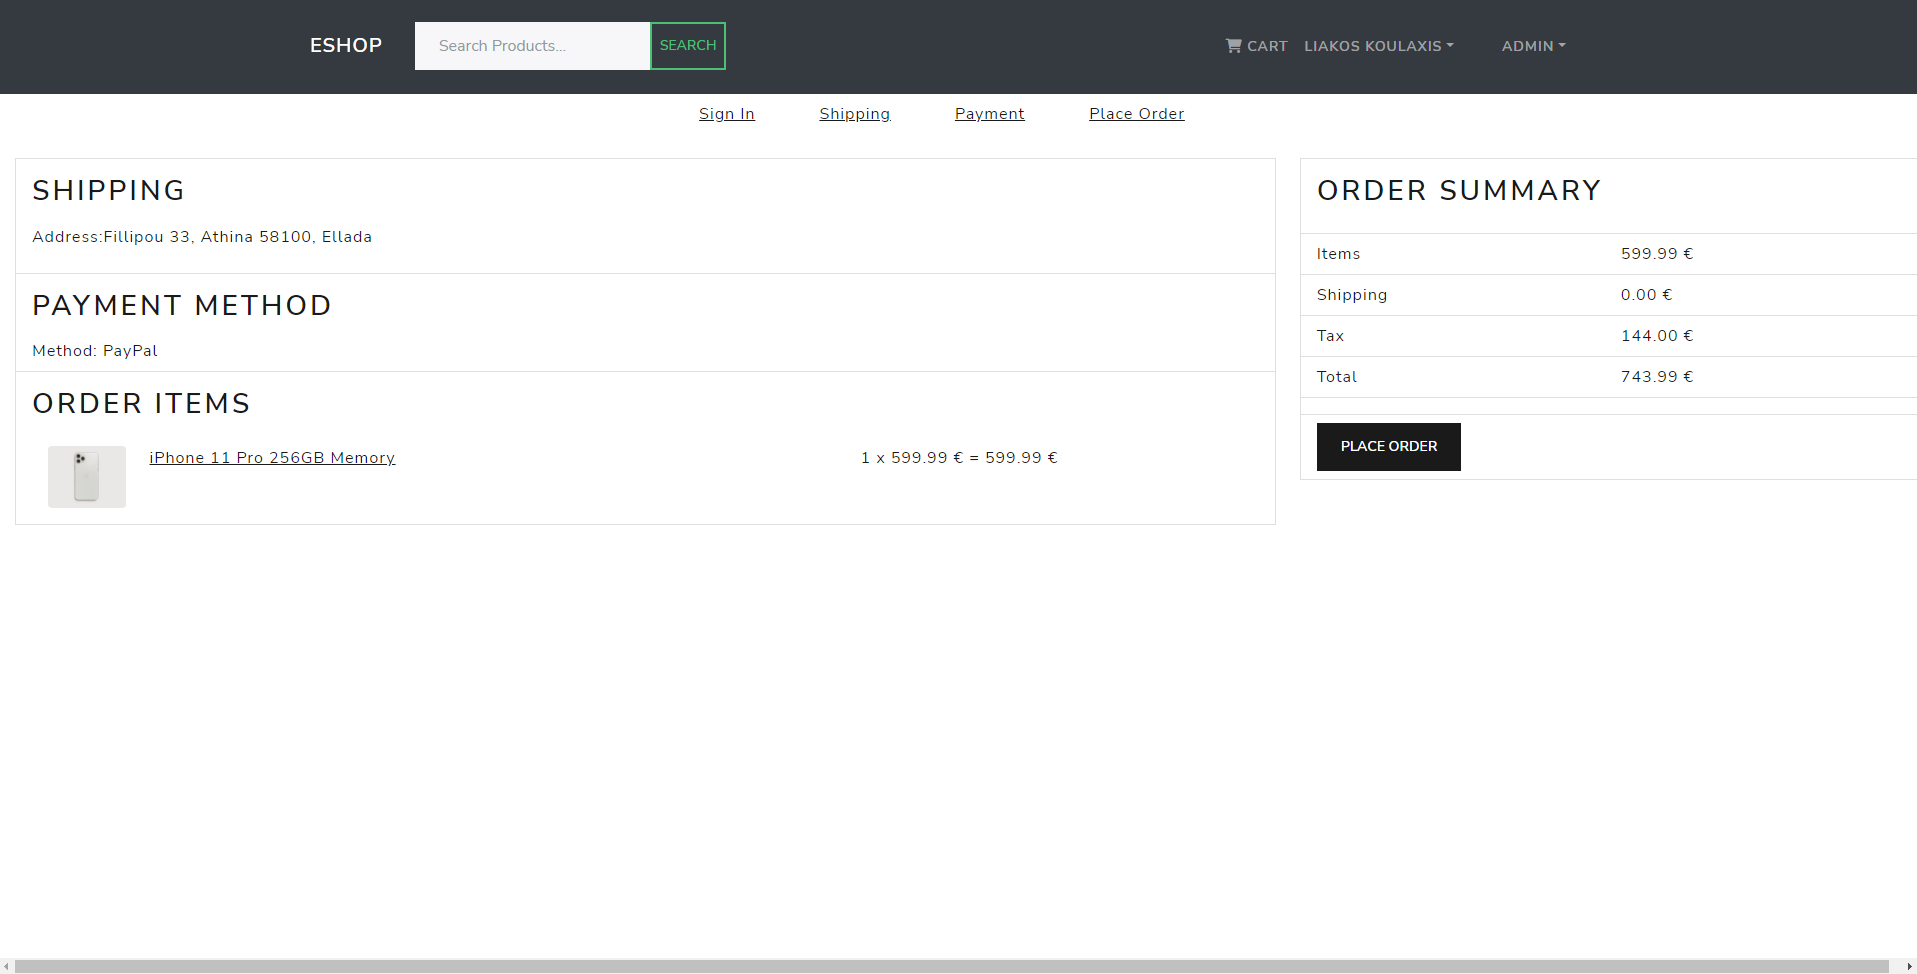 ESHOP
Search Products...
SEARCH
CART
LIAKOS KOULAXIS
ADMIN
Sign In
Shipping
Payment
Place Order
SHIPPING
Address:Fillipou 33, Athina 58100, Ellada
PAYMENT METHOD
Method: PayPal
ORDER ITEMS
iPhone 11 Pro 256GB Memory
1 x 599.99 € = 599.99 €
ORDER SUMMARY
Items 599.99 €
Shipping 0.00 €
Tax 144.00 €
Total 743.99 €
PLACE ORDER